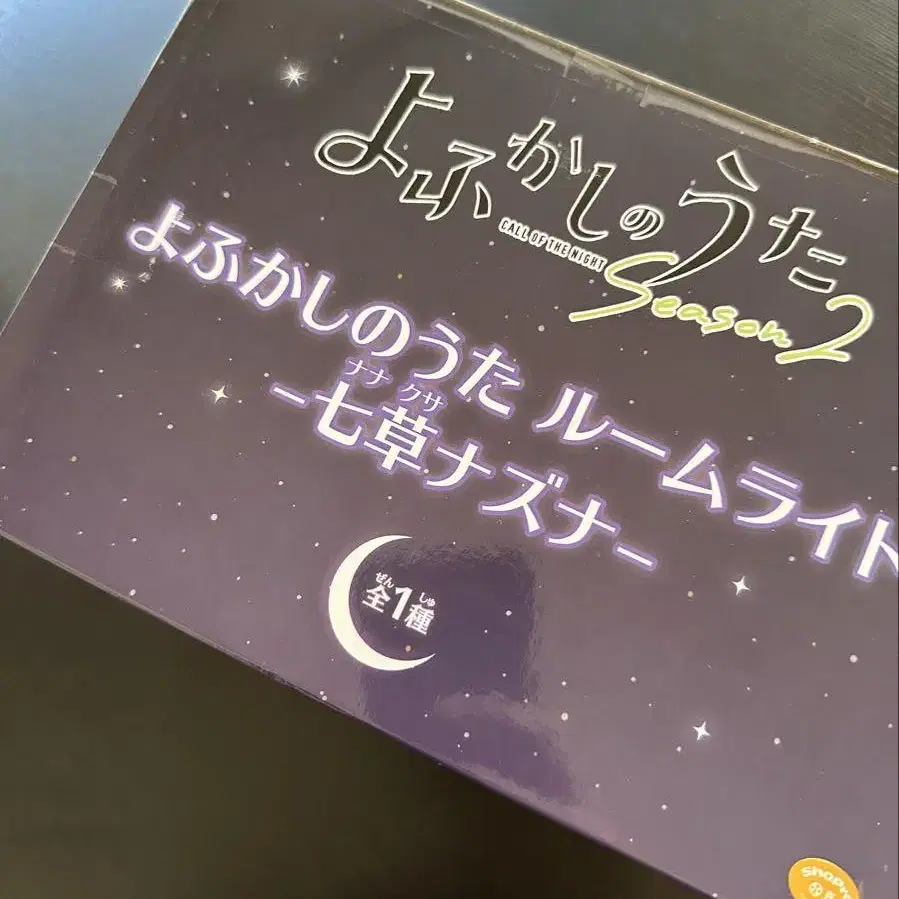 よふかしのうた
CALL OF THE NIGHT
Season2
よふかしのうた ルームライト
ナナ クサ
-七草ナズナ-
ぜん しゅ
全1種